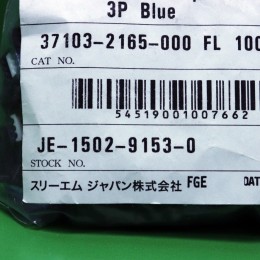 3P Blue
37103-2165-000 FL 100
CAT NO.
54519001007662
JE-1502-9153-0
STOCK NO.
スリーエム ジャパン株式会社 FGE DAT